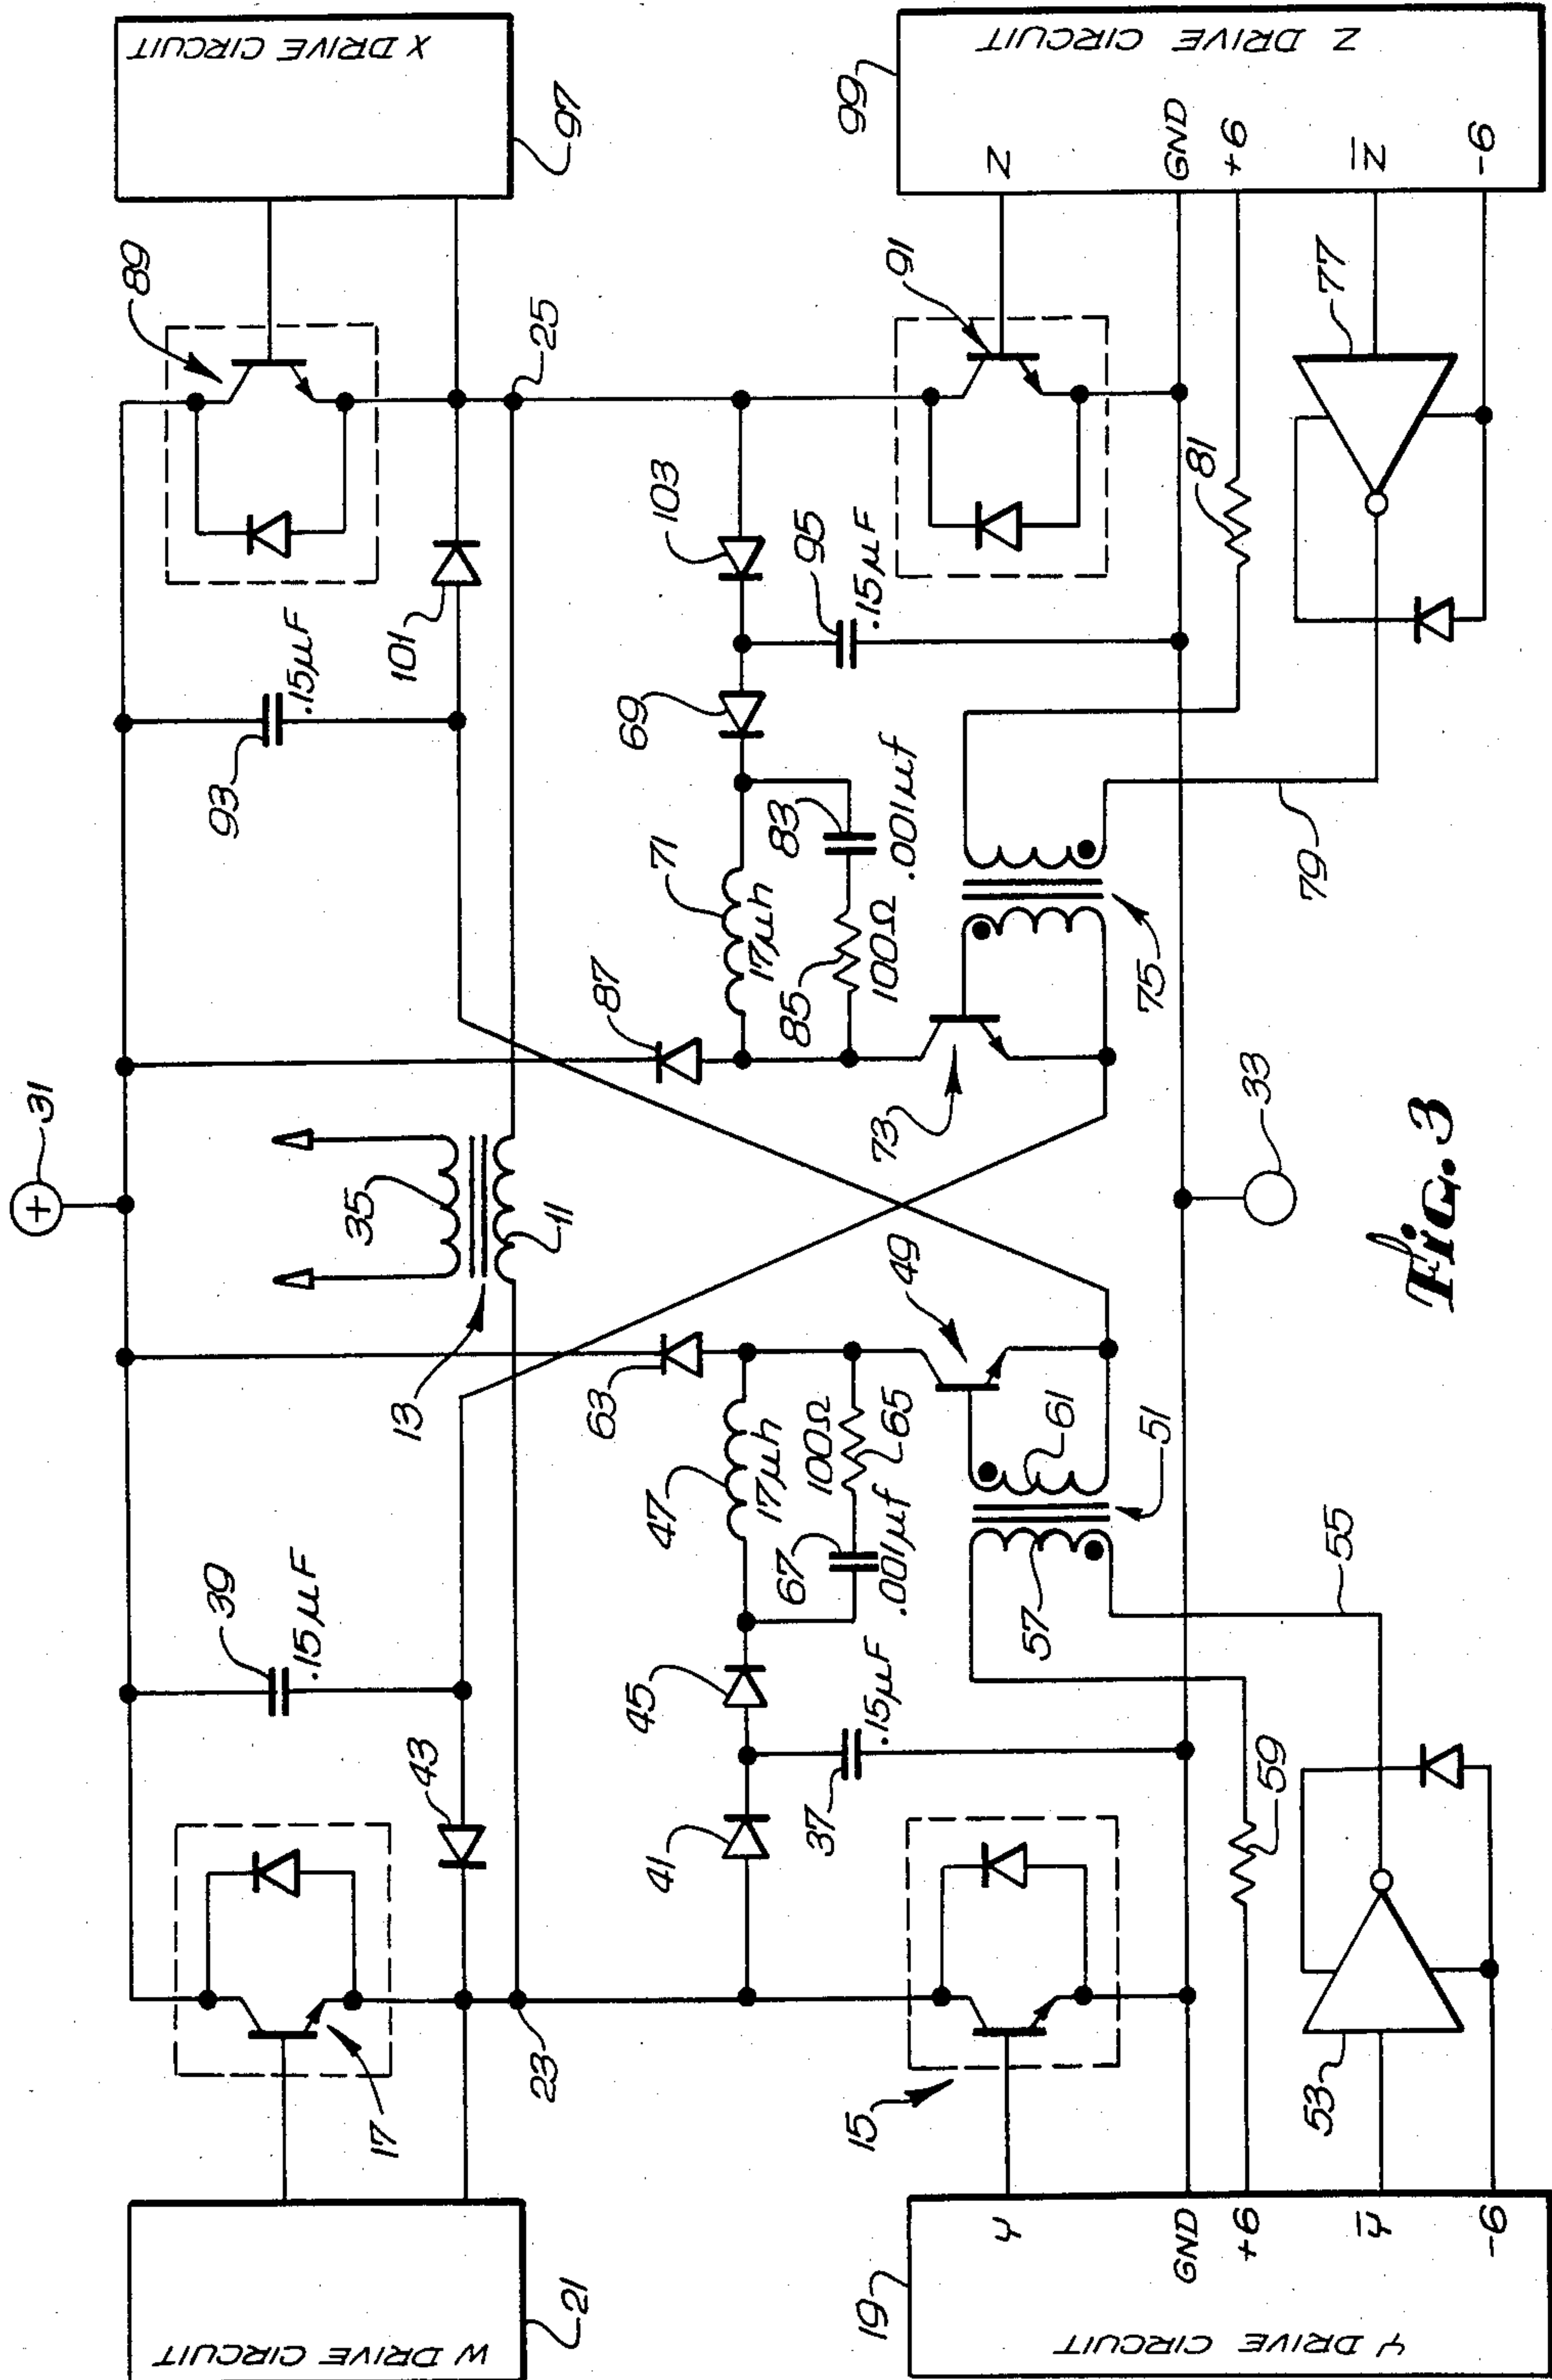 31
W DRIVE CIRCUIT
21
17
39
.15μF
43
23
13
35
11
93
.15μF
101
89
25
X DRIVE CIRCUIT
97
41
45
47
17μh
63
37
.15μF
67
.001μf
100Ω
65
87
71
17μh
85
100Ω
83
.001μf
69
103
95
.15μF
15
49
61
51
57
73
75
91
19
Y DRIVE CIRCUIT
Y
GND
+6
Y̅
-6
59
53
55
33
79
81
77
99
Z DRIVE CIRCUIT
Z
GND
+6
Z̅
-6
Fig. 3